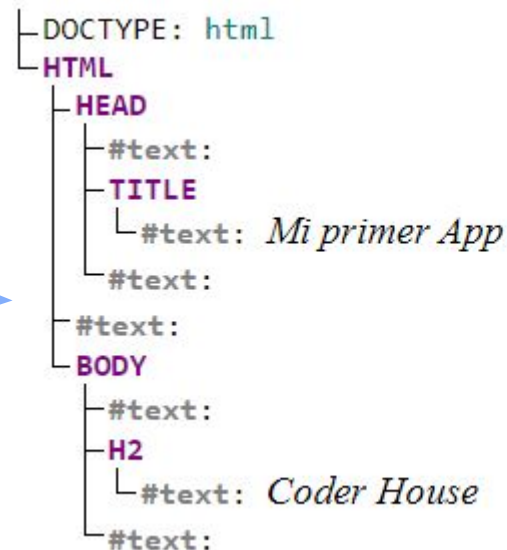 DOCTYPE: html
HTML
HEAD
#text:
TITLE
#text: Mi primer App
#text:
#text:
BODY
#text:
H2
#text: Coder House
#text: